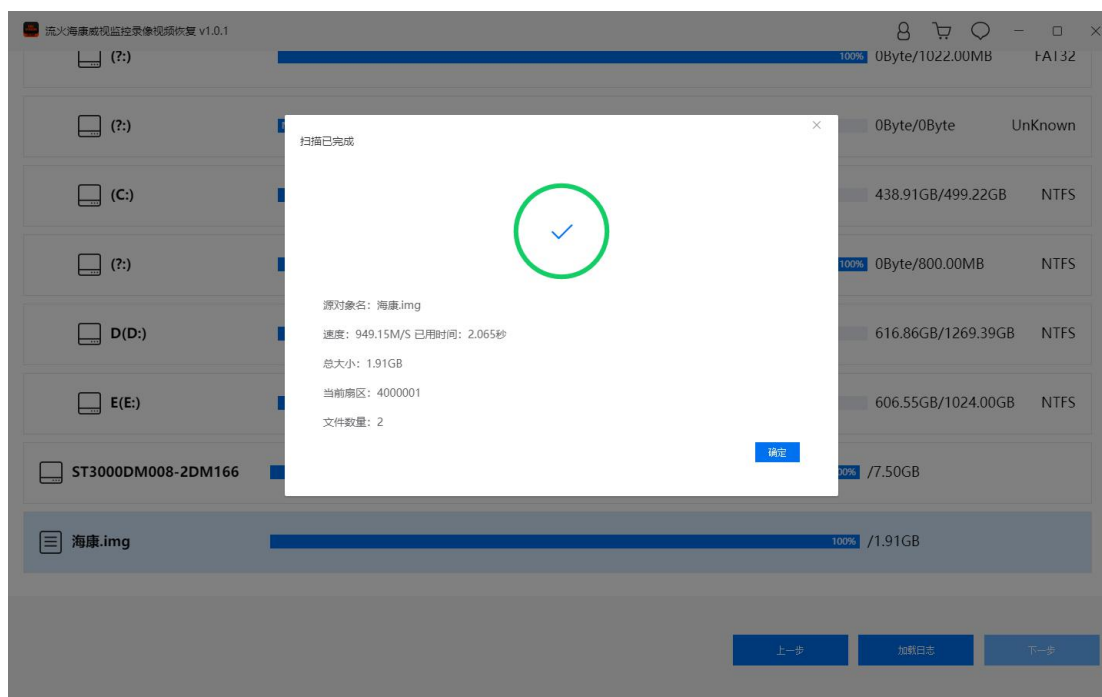 流火海康威视监控录像视频恢复 v1.0.1
(?:) 100% 0Byte/1022.00MB FAT32
(?:) 0Byte/0Byte UnKnown
扫描已完成
(C:) 438.91GB/499.22GB NTFS
(?:) 100% 0Byte/800.00MB NTFS
源对象名：海康.img
D(D:) 速度：949.15M/S 已用时间：2.065秒 616.86GB/1269.39GB NTFS
总大小：1.91GB
当前扇区：4000001
E(E:) 606.55GB/1024.00GB NTFS
文件数量：2
确定
ST3000DM008-2DM166 00% /7.50GB
海康.img 100% /1.91GB
上一步 加载日志 下一步